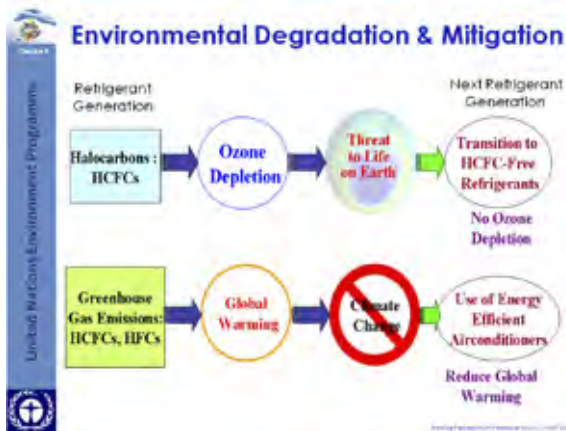 Environmental Degradation & Mitigation
Refrigerant
Generation
Next Refrigerant
Generation
Halocarbons :
HCFCs
Ozone
Depletion
Threat
to Life
on Earth
Transition to
HCFC-Free
Refrigerants
No Ozone
Depletion
Greenhouse
Gas Emissions:
HCFCs, HFCs
Global
Warming
Climate
Change
Use of Energy
Efficient
Airconditioners
Reduce Global
Warming
United Nations Environment Programme